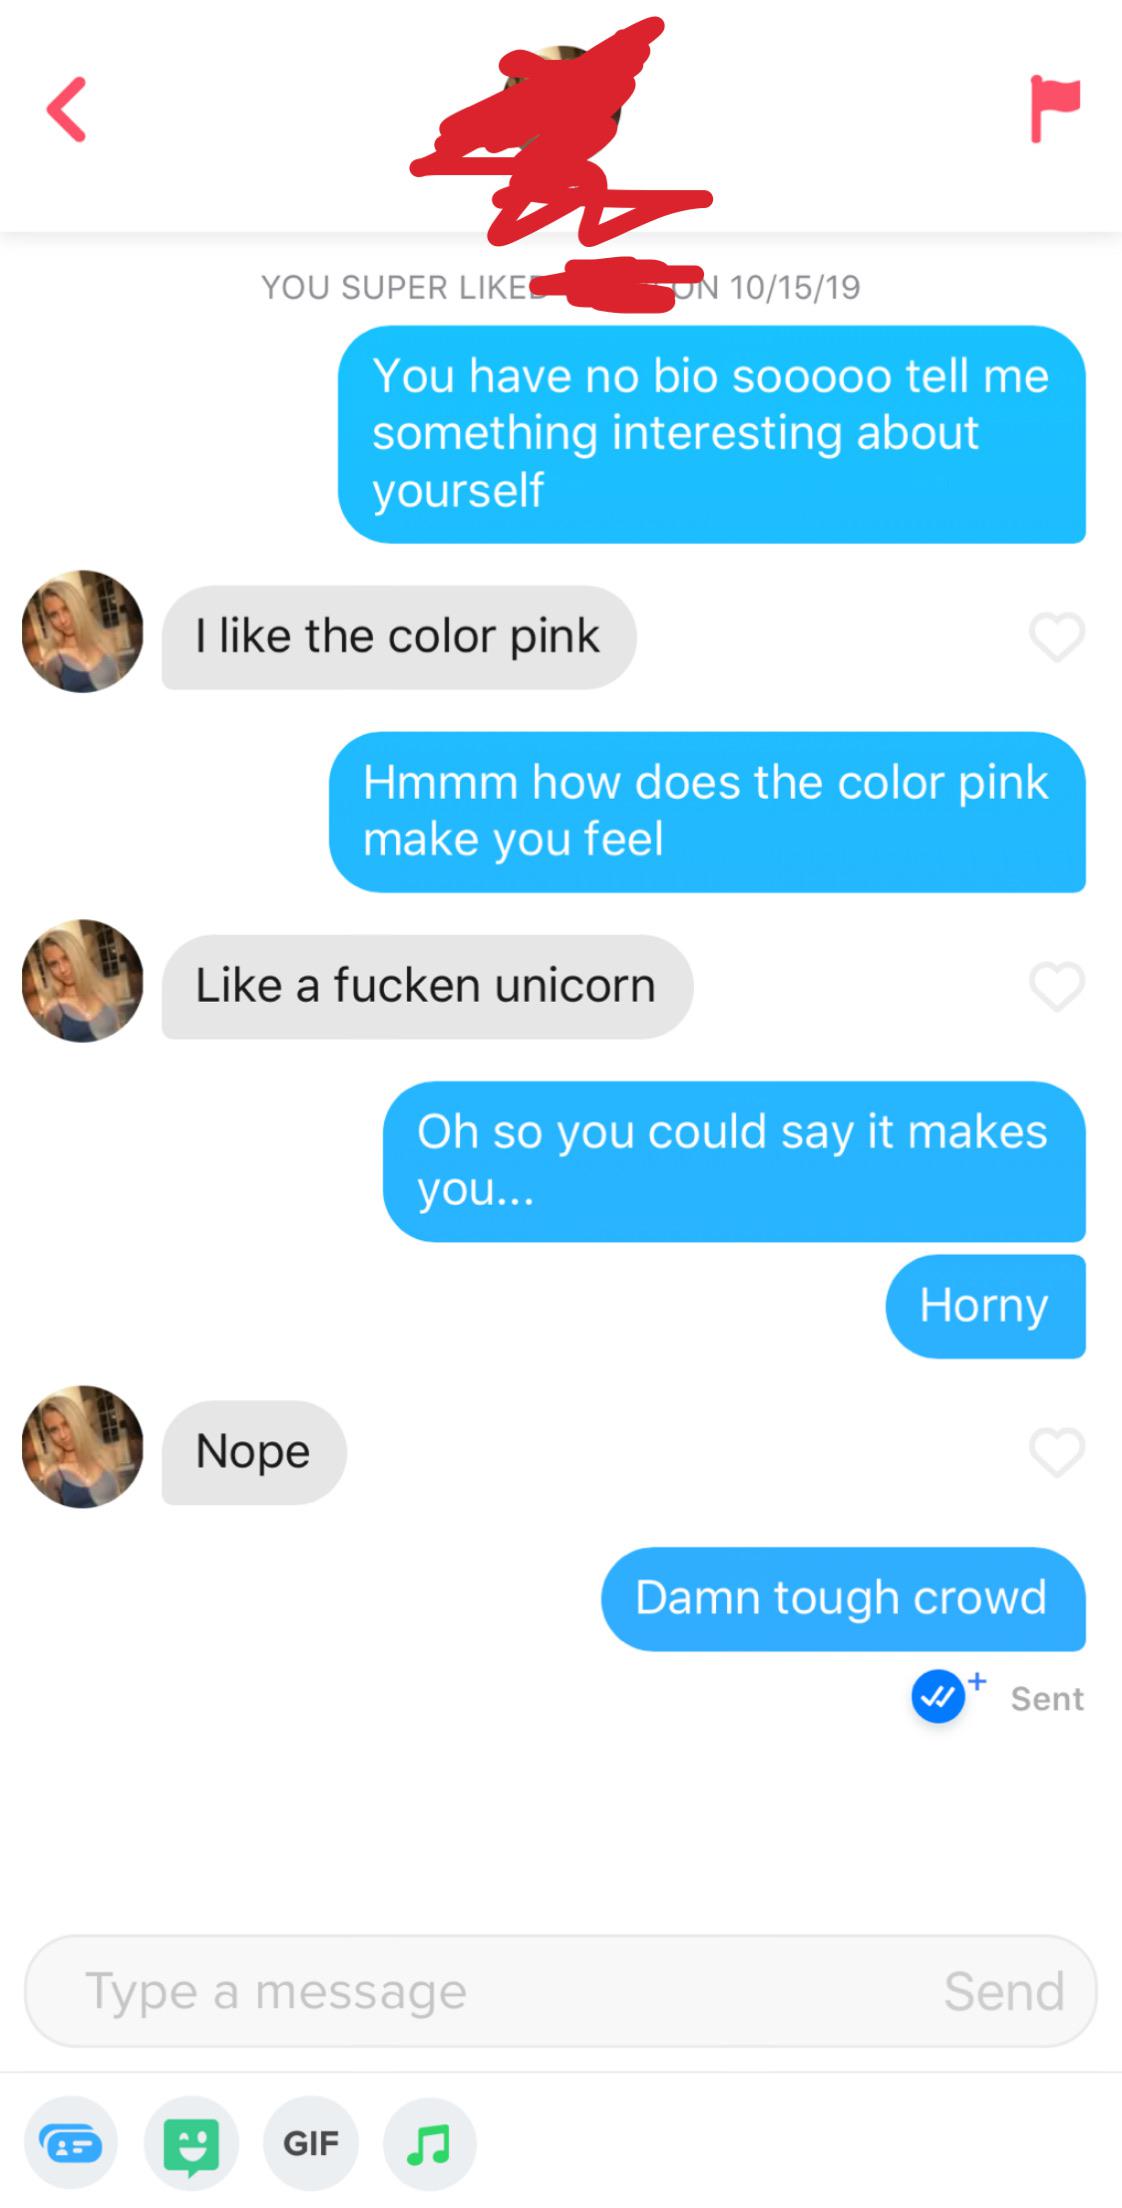 YOU SUPER LIKED ON 10/15/19
You have no bio sooooo tell me
something interesting about
yourself
I like the color pink
Hmmm how does the color pink
make you feel
Like a fucken unicorn
Oh so you could say it makes
you...
Horny
Nope
Damn tough crowd
Sent
Type a message
Send
GIF